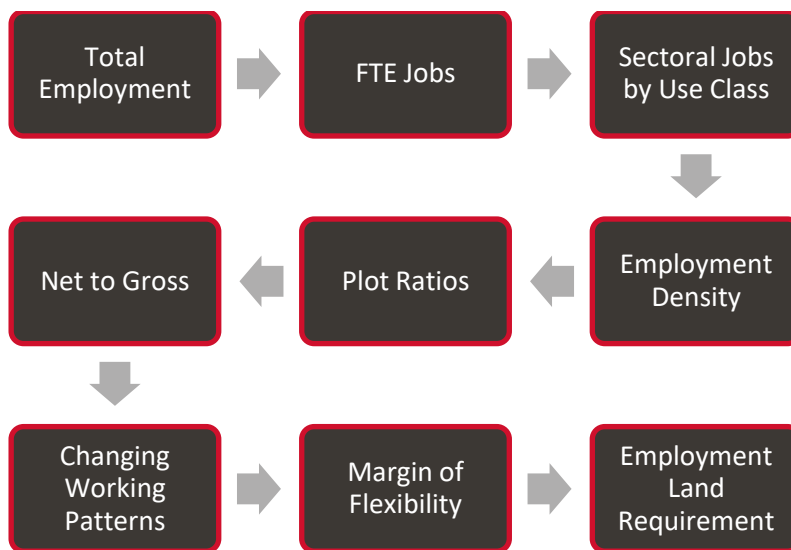 Total
Employment
FTE Jobs
Sectoral Jobs
by Use Class
Employment
Density
Plot Ratios
Net to Gross
Changing
Working
Patterns
Margin of
Flexibility
Employment
Land
Requirement